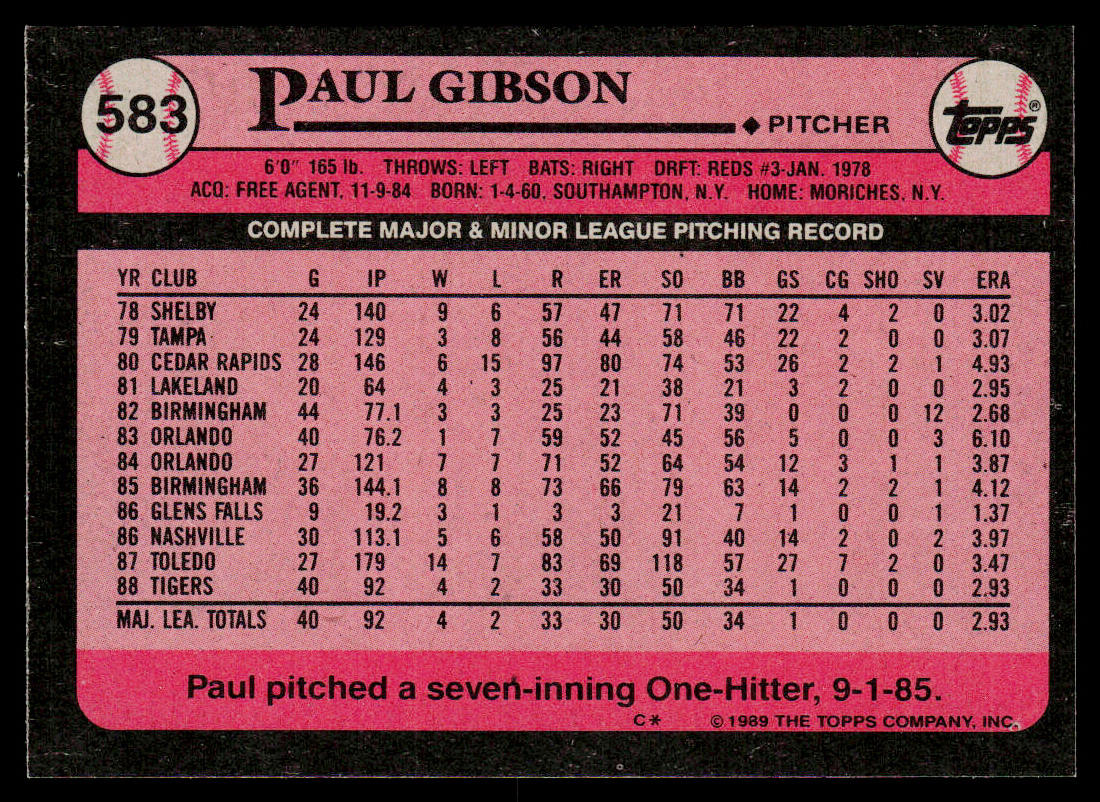 583
PAUL GIBSON
PITCHER
TOPPS®
6'0" 165 lb. THROWS: LEFT BATS: RIGHT DRFT: REDS #3-JAN. 1978
ACQ: FREE AGENT, 11-9-84 BORN: 1-4-60, SOUTHAMPTON, N.Y. HOME: MORICHES, N.Y.
COMPLETE MAJOR & MINOR LEAGUE PITCHING RECORD
YR CLUB G IP W L R ER SO BB GS CG SHO SV ERA
78 SHELBY 24 140 9 6 57 47 71 71 22 4 2 0 3.02
79 TAMPA 24 129 3 8 56 44 58 46 22 2 0 0 3.07
80 CEDAR RAPIDS 28 146 6 15 97 80 74 53 26 2 2 1 4.93
81 LAKELAND 20 64 4 3 25 21 38 21 3 2 0 0 2.95
82 BIRMINGHAM 44 77.1 3 3 25 23 71 39 0 0 0 12 2.68
83 ORLANDO 40 76.2 1 7 59 52 45 56 5 0 0 3 6.10
84 ORLANDO 27 121 7 7 71 52 64 54 12 3 1 1 3.87
85 BIRMINGHAM 36 144.1 8 8 73 66 79 63 14 2 2 1 4.12
86 GLENS FALLS 9 19.2 3 1 3 3 21 7 1 0 0 1 1.37
86 NASHVILLE 30 113.1 5 6 58 50 91 40 14 2 0 2 3.97
87 TOLEDO 27 179 14 7 83 69 118 57 27 7 2 0 3.47
88 TIGERS 40 92 4 2 33 30 50 34 1 0 0 0 2.93
MAJ. LEA. TOTALS 40 92 4 2 33 30 50 34 1 0 0 0 2.93
Paul pitched a seven-inning One-Hitter, 9-1-85.
C* © 1989 THE TOPPS COMPANY, INC.